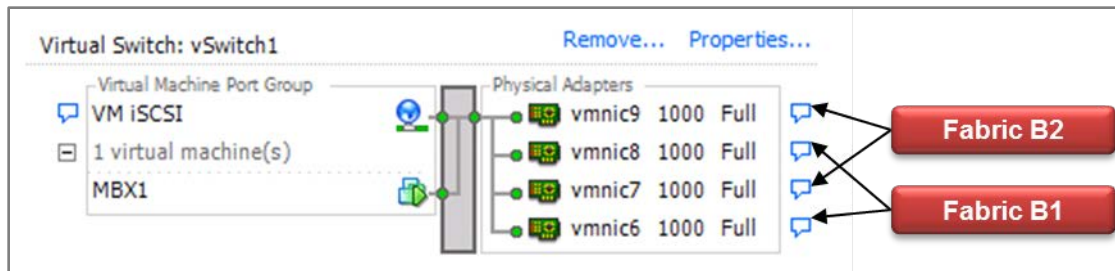 Virtual Switch: vSwitch1 Remove... Properties...
Virtual Machine Port Group Physical Adapters
VM iSCSI vmnic9 1000 Full
1 virtual machine(s) vmnic8 1000 Full
MBX1 vmnic7 1000 Full
vmnic6 1000 Full
Fabric B2
Fabric B1